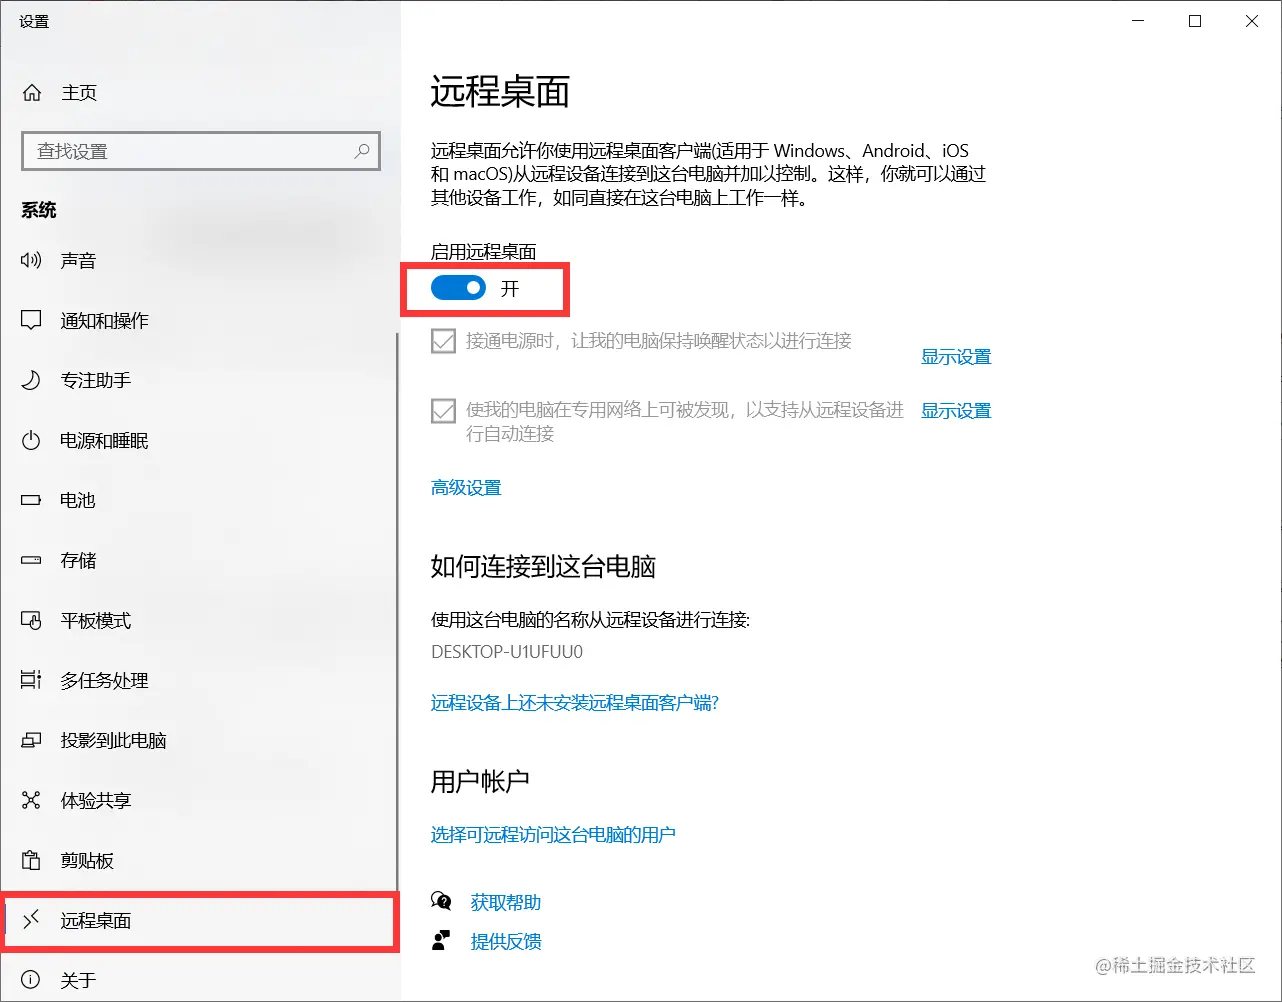 设置
主页
查找设置
系统
声音
通知和操作
专注助手
电源和睡眠
电池
存储
平板模式
多任务处理
投影到此电脑
体验共享
剪贴板
远程桌面
关于
远程桌面
远程桌面允许你使用远程桌面客户端(适用于 Windows、Android、iOS
和 macOS)从远程设备连接到这台电脑并加以控制。这样，你就可以通过
其他设备工作，如同直接在这台电脑上工作一样。
启用远程桌面
开
接通电源时，让我的电脑保持唤醒状态以进行连接
显示设置
使我的电脑在专用网络上可被发现，以支持从远程设备进
行自动连接
显示设置
高级设置
如何连接到这台电脑
使用这台电脑的名称从远程设备进行连接:
DESKTOP-U1UFUU0
远程设备上还未安装远程桌面客户端?
用户帐户
选择可远程访问这台电脑的用户
获取帮助
提供反馈
@稀土掘金技术社区